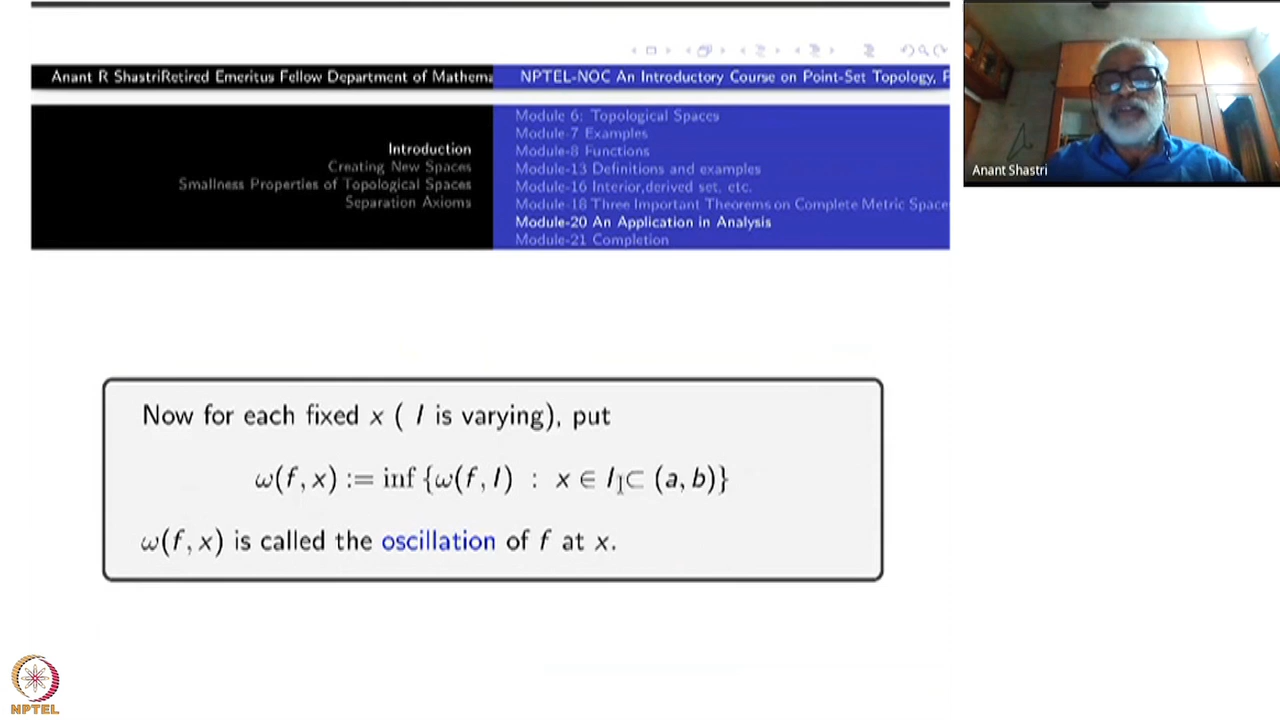 Anant R ShastriRetired Emeritus Fellow Department of Mathema
NPTEL-NOC An Introductory Course on Point-Set Topology, P
Introduction
Creating New Spaces
Smallness Properties of Topological Spaces
Separation Axioms
Module 6: Topological Spaces
Module-7 Examples
Module-8 Functions
Module-13 Definitions and examples
Module-16 Interior,derived set, etc.
Module-18 Three Important Theorems on Complete Metric Space
Module-20 An Application in Analysis
Module-21 Completion
Anant Shastri
Now for each fixed x ( I is varying), put
ω(f, x) := inf {ω(f, I) : x ∈ I ⊂ (a, b)}
ω(f, x) is called the oscillation of f at x.
NPTEL